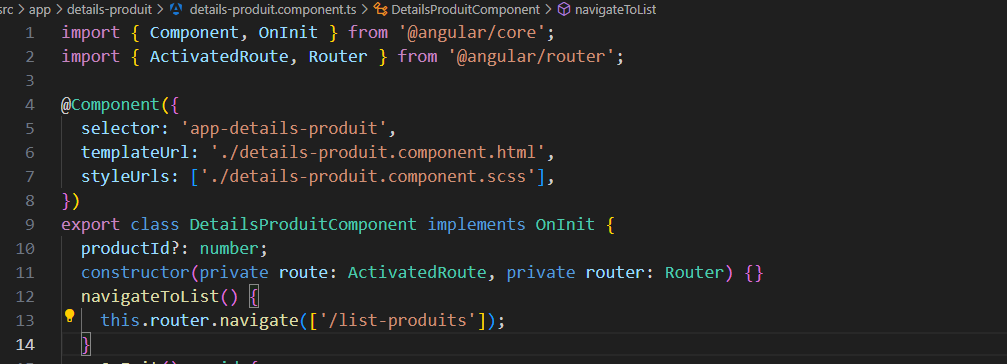 src > app > details-produit > details-produit.component.ts > DetailsProduitComponent > navigateToList
1 import { Component, OnInit } from '@angular/core';
2 import { ActivatedRoute, Router } from '@angular/router';
3
4 @Component({
5 selector: 'app-details-produit',
6 templateUrl: './details-produit.component.html',
7 styleUrls: ['./details-produit.component.scss'],
8 })
9 export class DetailsProduitComponent implements OnInit {
10 productId?: number;
11 constructor(private route: ActivatedRoute, private router: Router) {}
12 navigateToList() {
13 this.router.navigate(['/list-produits']);
14 }